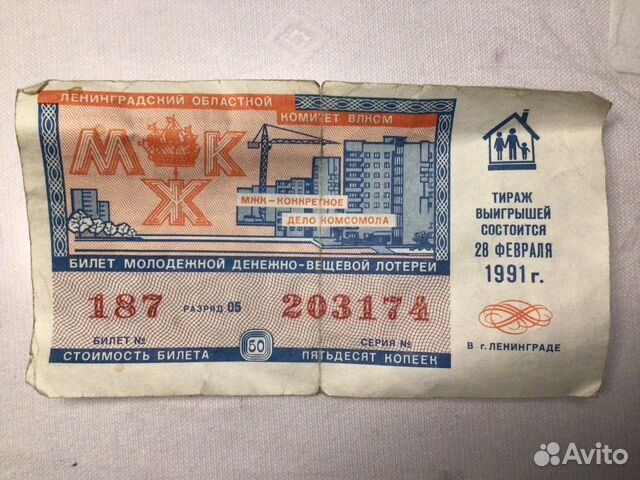 ЛЕНИНГРАДСКИЙ ОБЛАСТНОЙ
КОМИТЕТ ВЛКСМ
МЖК
МЖК – КОНКРЕТНОЕ
ДЕЛО КОМСОМОЛА
БИЛЕТ МОЛОДЕЖНОЙ ДЕНЕЖНО-ВЕЩЕВОЙ ЛОТЕРЕИ
187 РАЗРЯД 05 203174
БИЛЕТ № СЕРИЯ №
СТОИМОСТЬ БИЛЕТА 50 ПЯТЬДЕСЯТ КОПЕЕК
ТИРАЖ
ВЫИГРЫШЕЙ
СОСТОИТСЯ
28 ФЕВРАЛЯ
1991 г.
В г. ЛЕНИНГРАДЕ
Avito